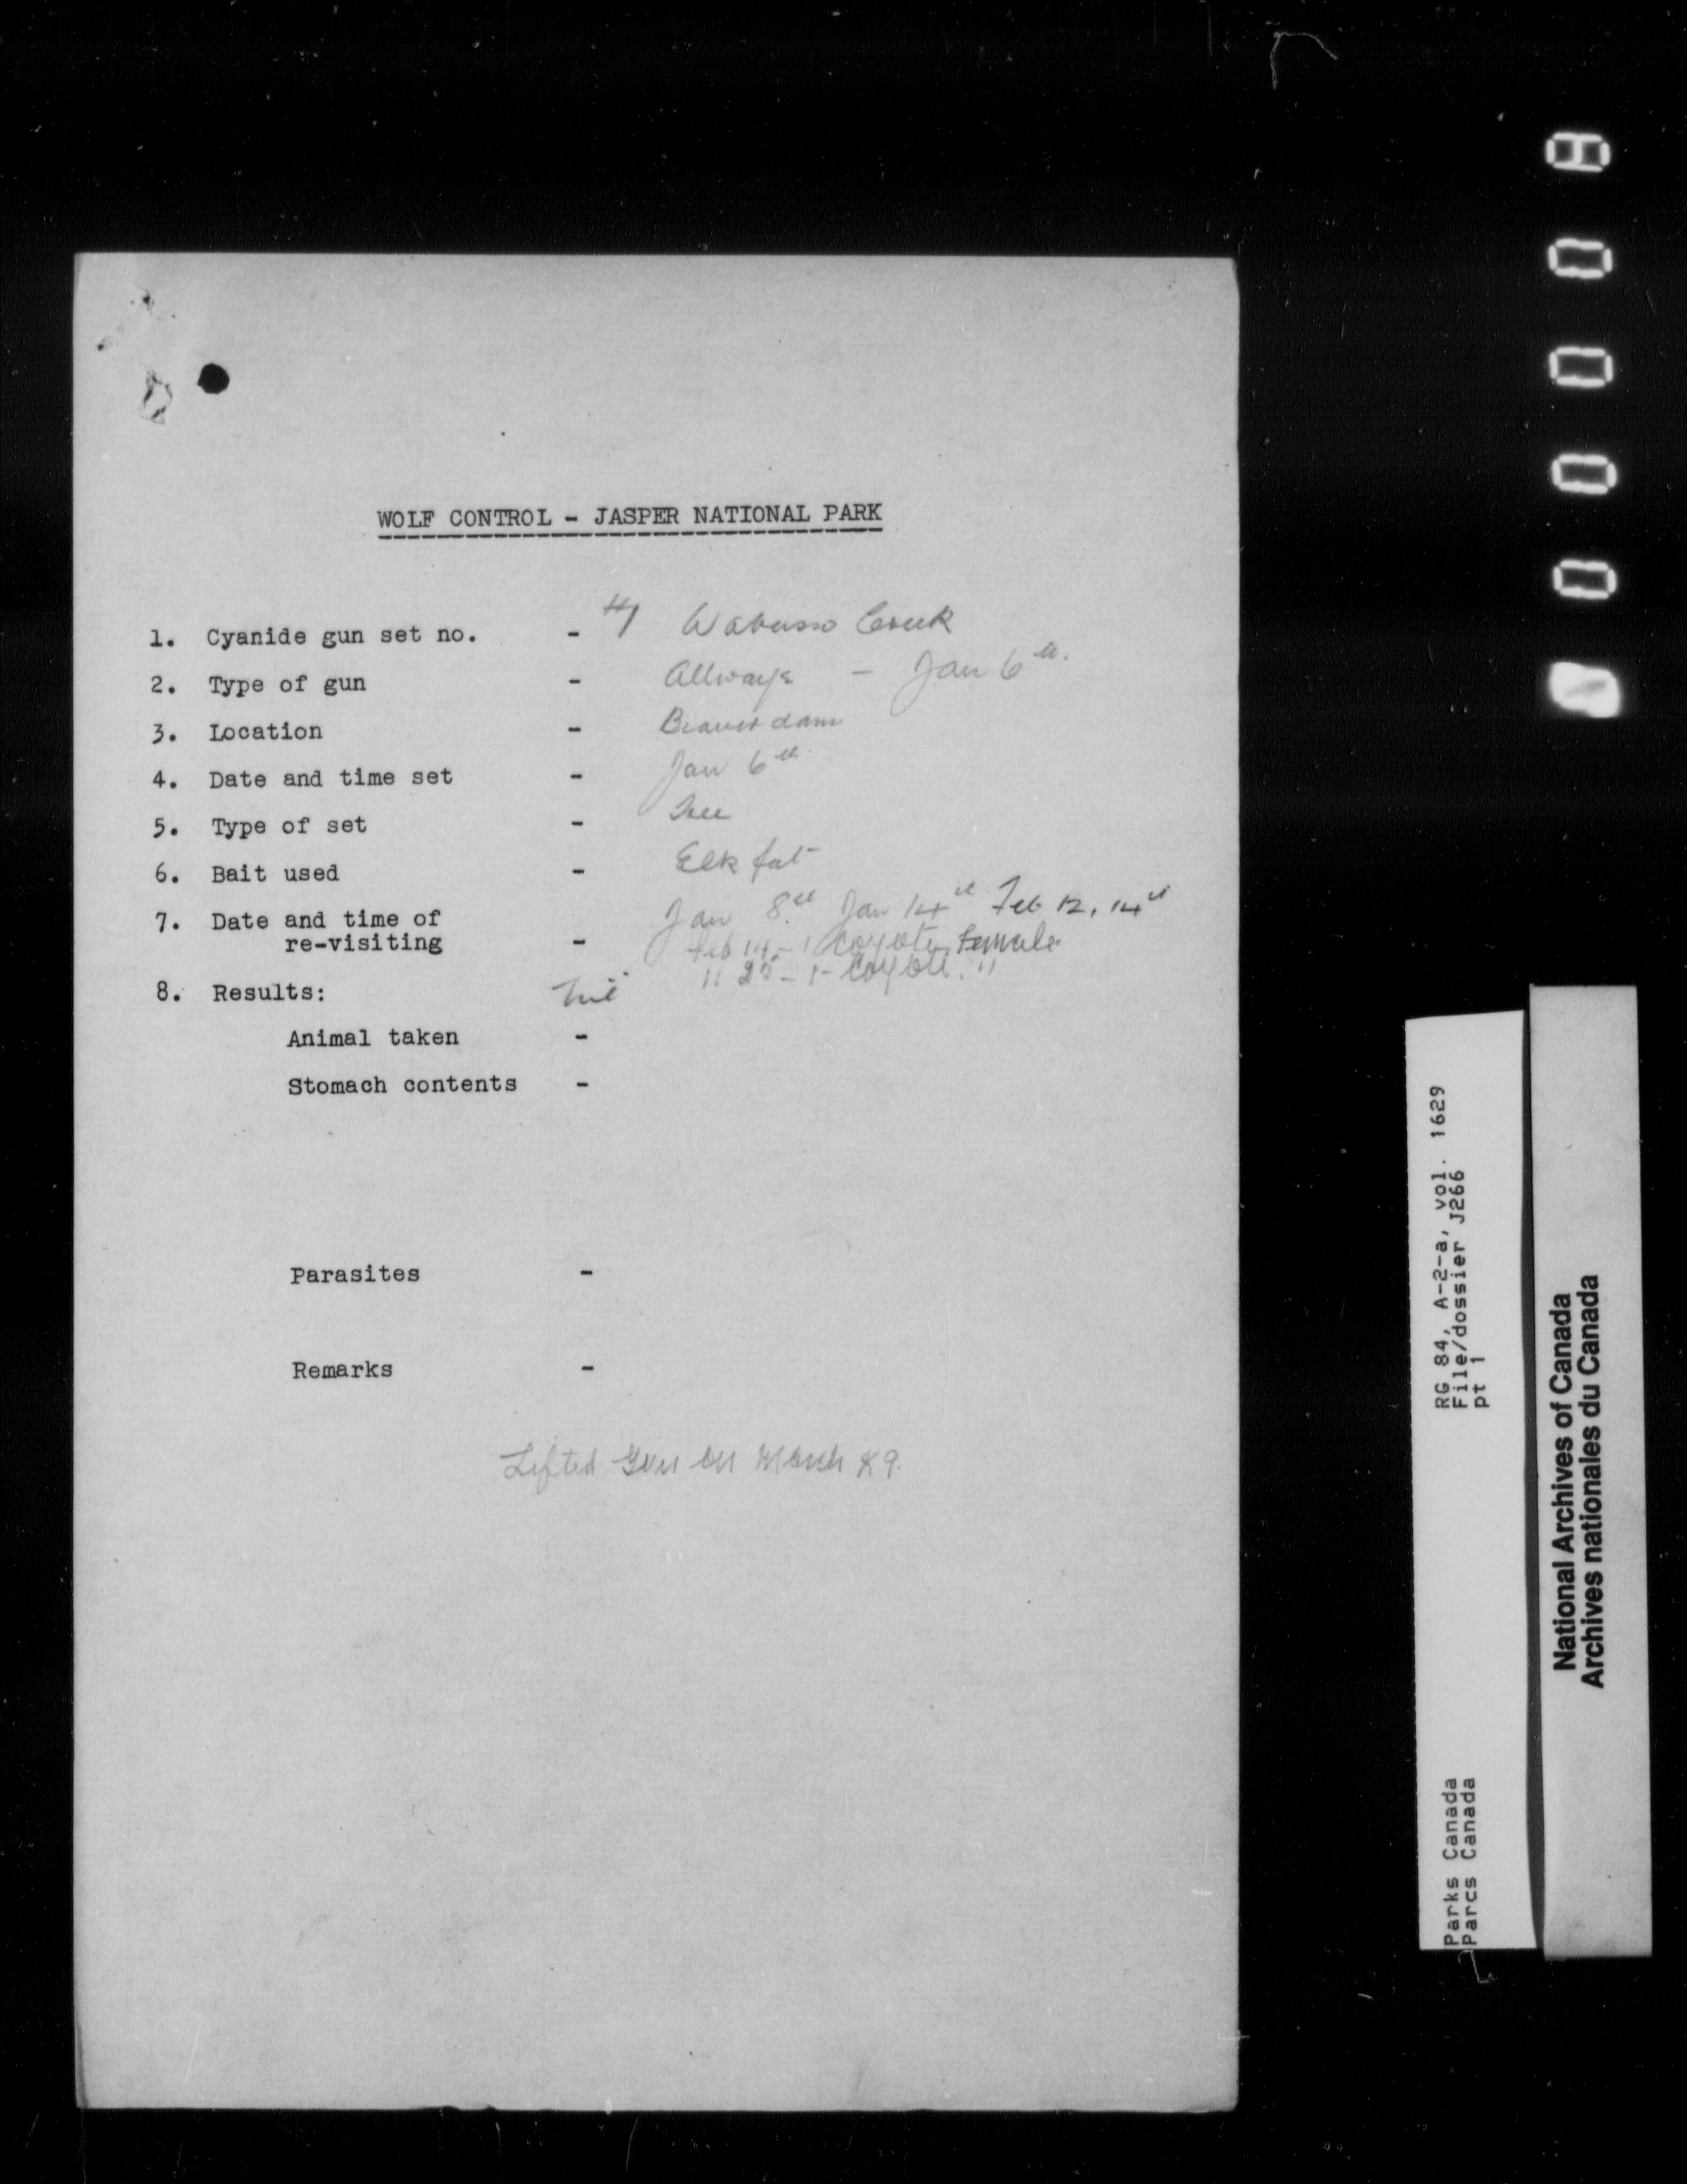 WOLF CONTROL - JASPER NATIONAL PARK
1. Cyanide gun set no. - #1 Wabasso Creek
2. Type of gun - Allways - Jan 6th.
3. Location - Beaver dam
4. Date and time set - Jan 6th
5. Type of set - Tree
6. Bait used - Elk fat
7. Date and time of Jan 8th Jan 14th Feb 12, 14th
re-visiting - Feb 14 - 1 Coyote, Female
" 25 - 1 - Coyote. "
8. Results:
Animal taken -
Stomach contents -
Parasites -
Remarks -
Lifted Gun on March 29.
RG 84, A-2-a, vol. 1629
File/dossier J266
pt 1
Parks Canada
Parcs Canada
National Archives of Canada
Archives nationales du Canada